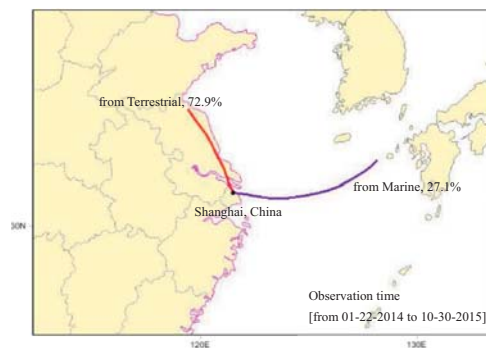 from Terrestrial, 72.9%
from Marine, 27.1%
Shanghai, China
30N
Observation time
[from 01-22-2014 to 10-30-2015]
120E
130E